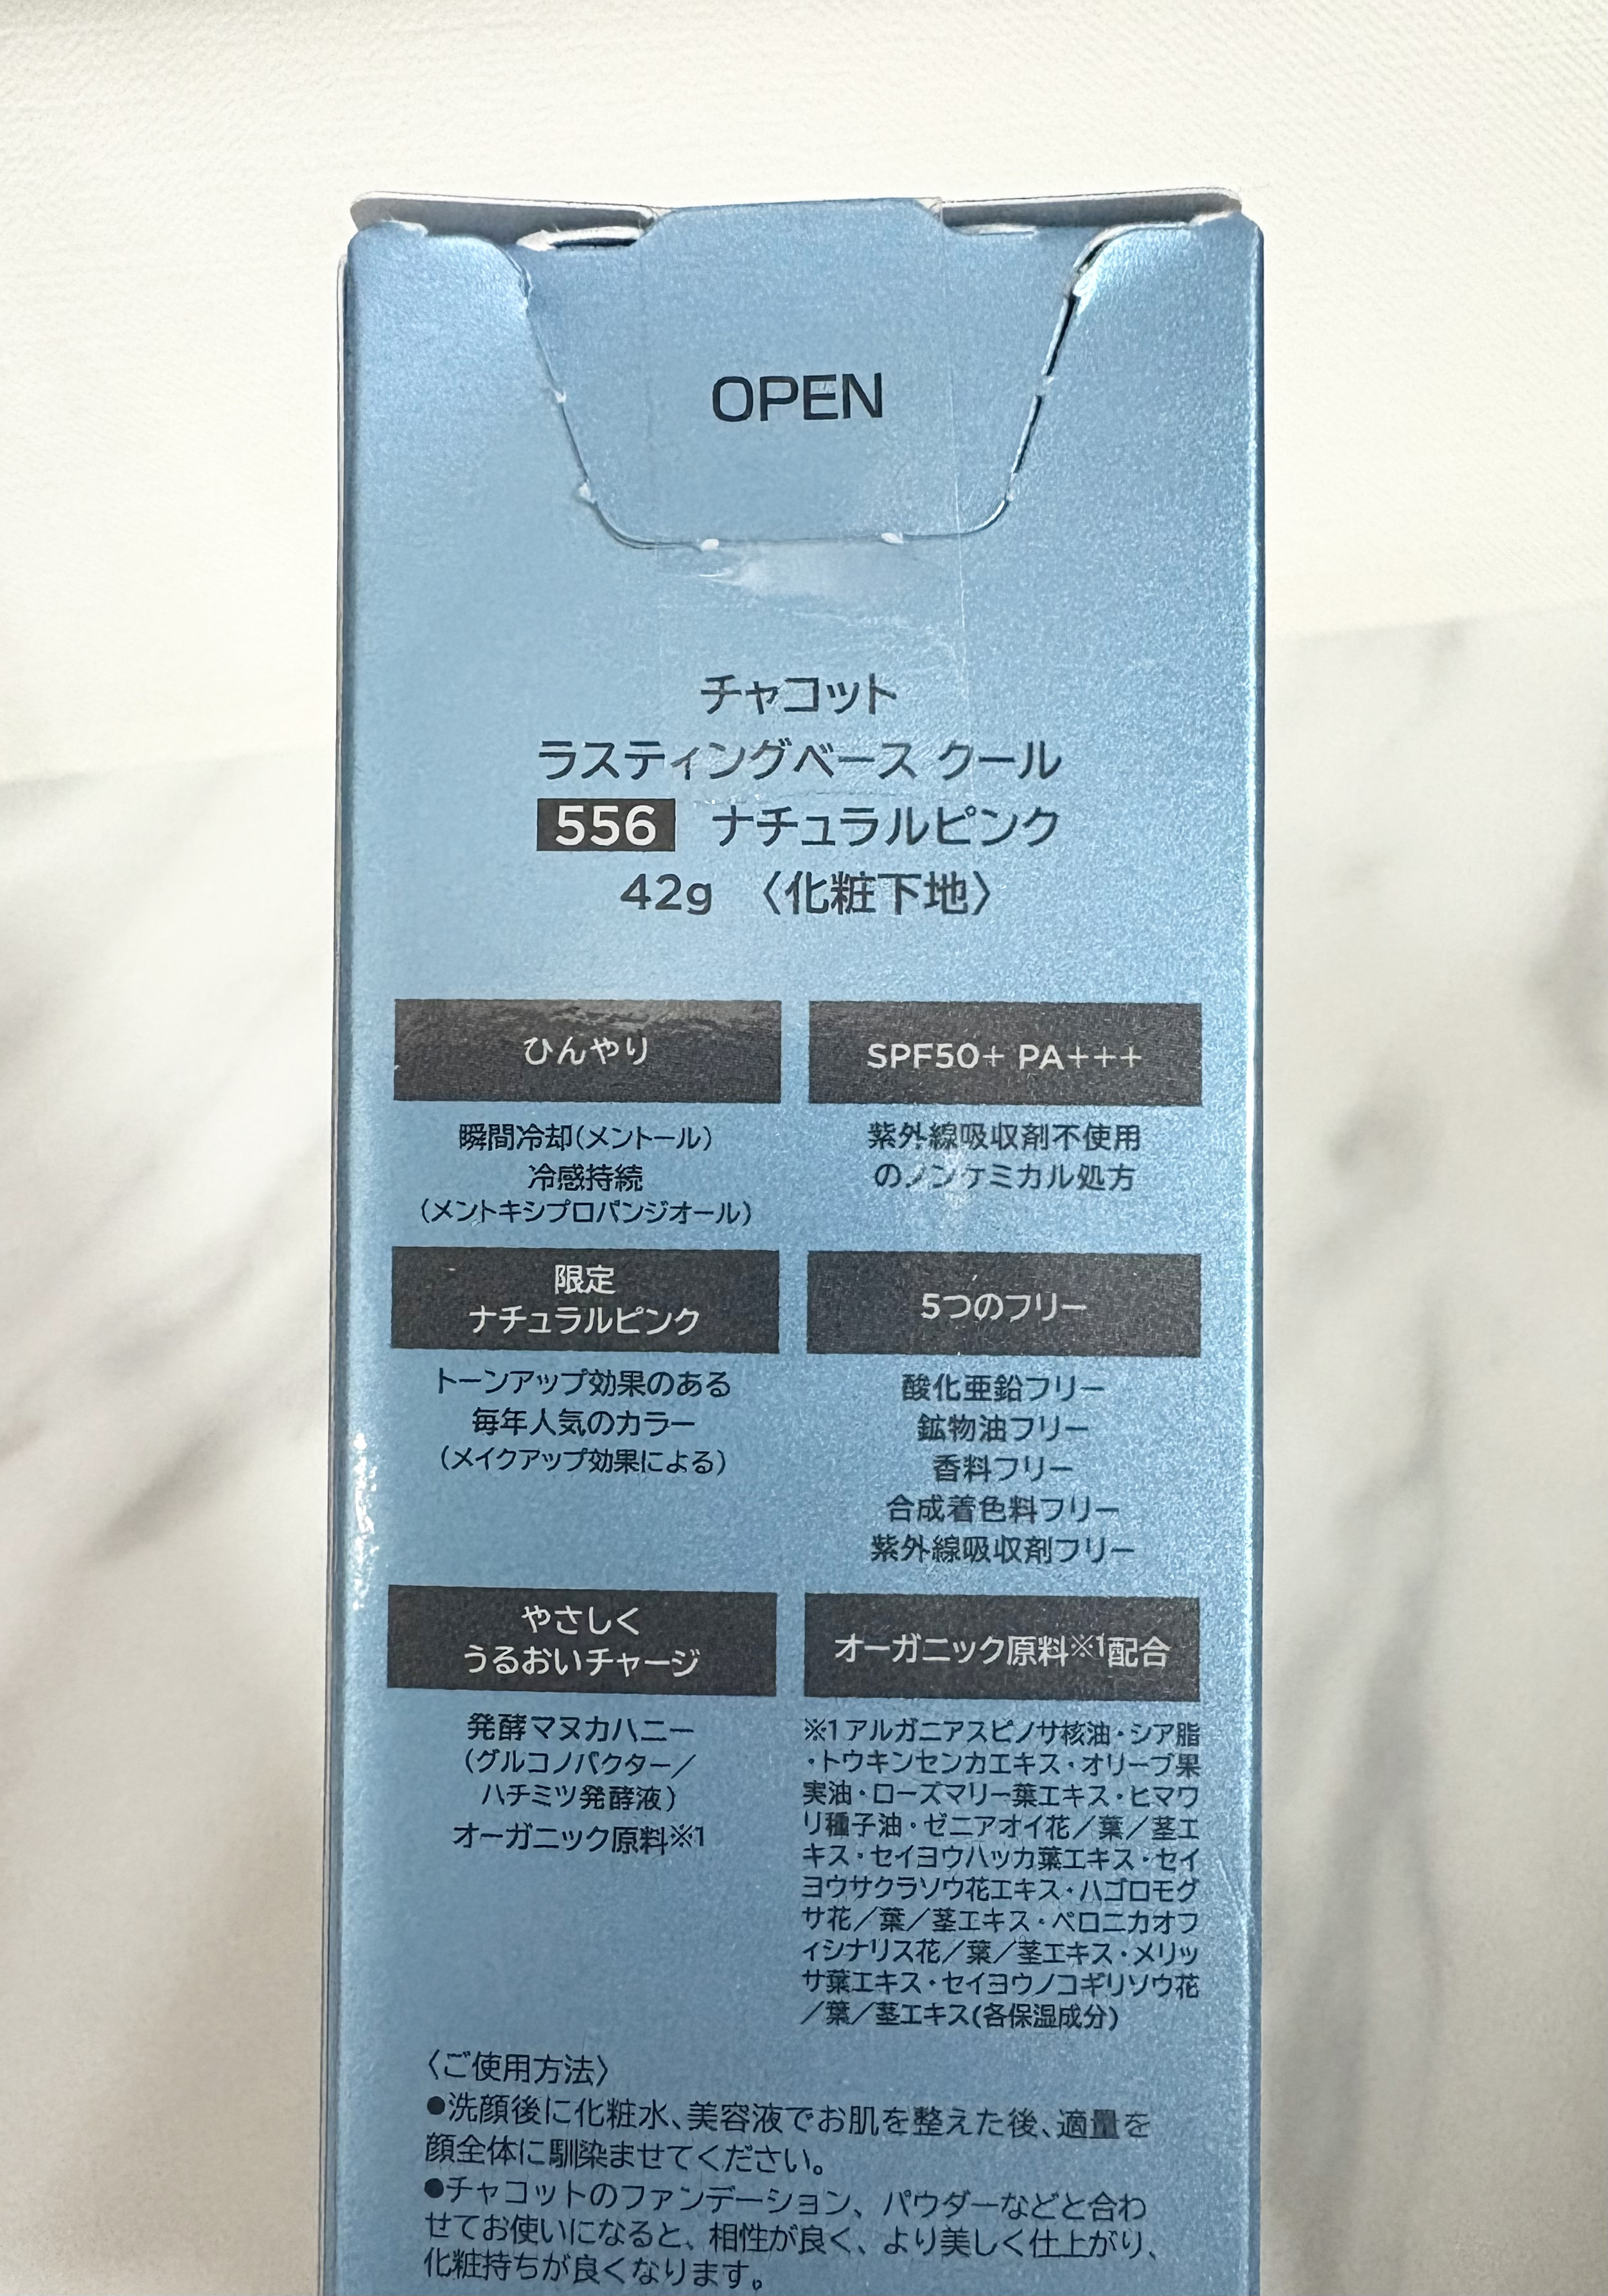 OPEN
チャコット
ラスティングベース クール
556 ナチュラルピンク
42g 〈化粧下地〉
ひんやり
瞬間冷却(メントール)
冷感持続
(メントキシプロパンジオール)
SPF50+ PA+++
紫外線吸収剤不使用
のノンケミカル処方
限定
ナチュラルピンク
トーンアップ効果のある
毎年人気のカラー
(メイクアップ効果による)
5つのフリー
酸化亜鉛フリー
鉱物油フリー
香料フリー
合成着色料フリー
紫外線吸収剤フリー
やさしく
うるおいチャージ
発酵マヌカハニー
(グルコノバクター/
ハチミツ発酵液)
オーガニック原料※1
オーガニック原料※1配合
※1 アルガニアスピノサ核油・シア脂
・トウキンセンカエキス・オリーブ果
実油・ローズマリー葉エキス・ヒマワ
リ種子油・ゼニアオイ花/葉/茎エ
キス・セイヨウハッカ葉エキス・セイ
ヨウサクラソウ花エキス・ハゴロモグ
サ花/葉/茎エキス・ベロニカオフ
ィシナリス花/葉/茎エキス・メリッ
サ葉エキス・セイヨウノコギリソウ花
/葉/茎エキス(各保湿成分)
〈ご使用方法〉
●洗顔後に化粧水、美容液でお肌を整えた後、適量を
顔全体に馴染ませてください。
●チャコットのファンデーション、パウダーなどと合わ
せてお使いになると、相性が良く、より美しく仕上がり、
化粧持ちが良くなります。